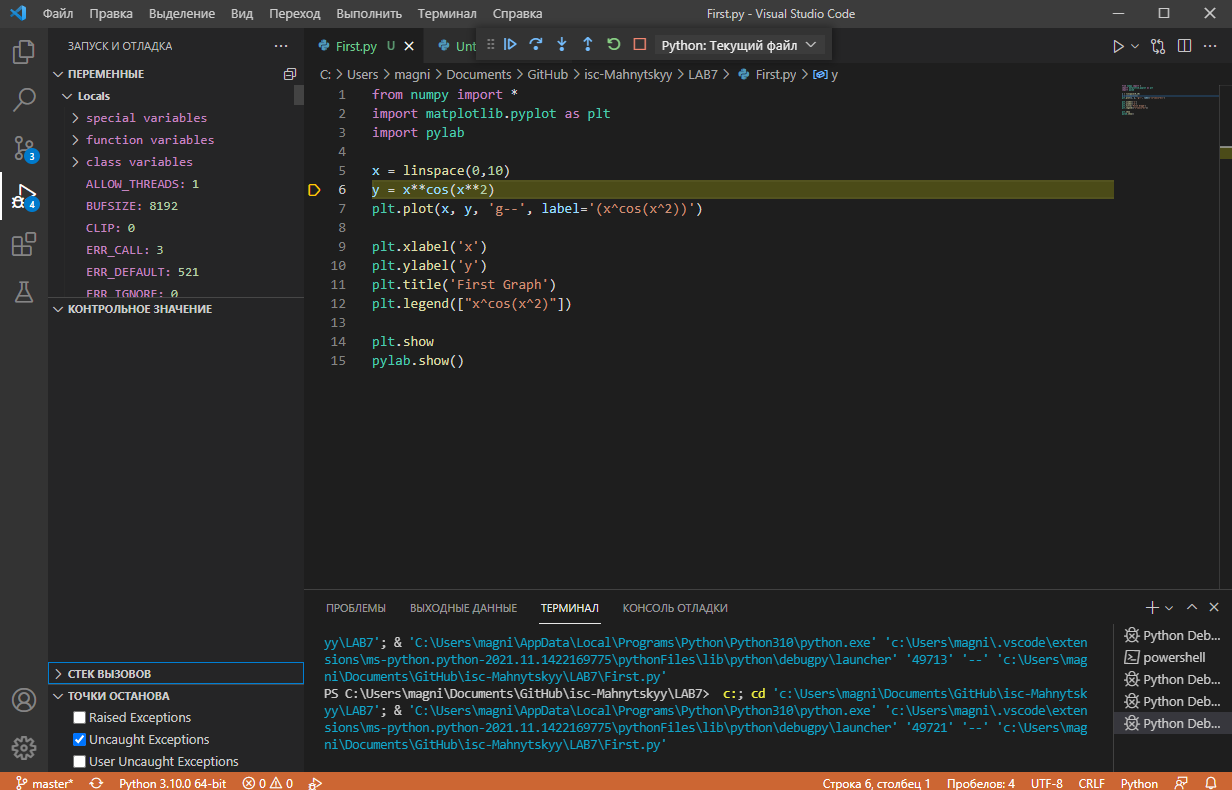 Файл Правка Выделение Вид Переход Выполнить Терминал Справка First.py - Visual Studio Code
ЗАПУСК И ОТЛАДКА ...
First.py U Unt Python: Текущий файл
ПЕРЕМЕННЫЕ
Locals
special variables
function variables
class variables
ALLOW_THREADS: 1
BUFSIZE: 8192
CLIP: 0
ERR_CALL: 3
ERR_DEFAULT: 521
ERR_IGNORE: 0
КОНТРОЛЬНОЕ ЗНАЧЕНИЕ
СТЕК ВЫЗОВОВ
ТОЧКИ ОСТАНОВА
Raised Exceptions
Uncaught Exceptions
User Uncaught Exceptions
3
4
C: > Users > magni > Documents > GitHub > isc-Mahnytskyy > LAB7 > First.py > y
1 from numpy import *
2 import matplotlib.pyplot as plt
3 import pylab
4
5 x = linspace(0,10)
6 y = x**cos(x**2)
7 plt.plot(x, y, 'g--', label='(x^cos(x^2))')
8
9 plt.xlabel('x')
10 plt.ylabel('y')
11 plt.title('First Graph')
12 plt.legend(["x^cos(x^2)"])
13
14 plt.show
15 pylab.show()
ПРОБЛЕМЫ ВЫХОДНЫЕ ДАННЫЕ ТЕРМИНАЛ КОНСОЛЬ ОТЛАДКИ
yy\LAB7'; & 'C:\Users\magni\AppData\Local\Programs\Python\Python310\python.exe' 'c:\Users\magni\.vscode\exten
sions\ms-python.python-2021.11.1422169775\pythonFiles\lib\python\debugpy\launcher' '49713' '--' 'c:\Users\mag
ni\Documents\GitHub\isc-Mahnytskyy\LAB7\First.py'
PS C:\Users\magni\Documents\GitHub\isc-Mahnytskyy\LAB7> c:; cd 'c:\Users\magni\Documents\GitHub\isc-Mahnytsk
yy\LAB7'; & 'C:\Users\magni\AppData\Local\Programs\Python\Python310\python.exe' 'c:\Users\magni\.vscode\exten
sions\ms-python.python-2021.11.1422169775\pythonFiles\lib\python\debugpy\launcher' '49721' '--' 'c:\Users\mag
ni\Documents\GitHub\isc-Mahnytskyy\LAB7\First.py'
Python Deb...
powershell
Python Deb...
Python Deb...
Python Deb...
master* Python 3.10.0 64-bit 0 0 Строка 6, столбец 1 Пробелов: 4 UTF-8 CRLF Python